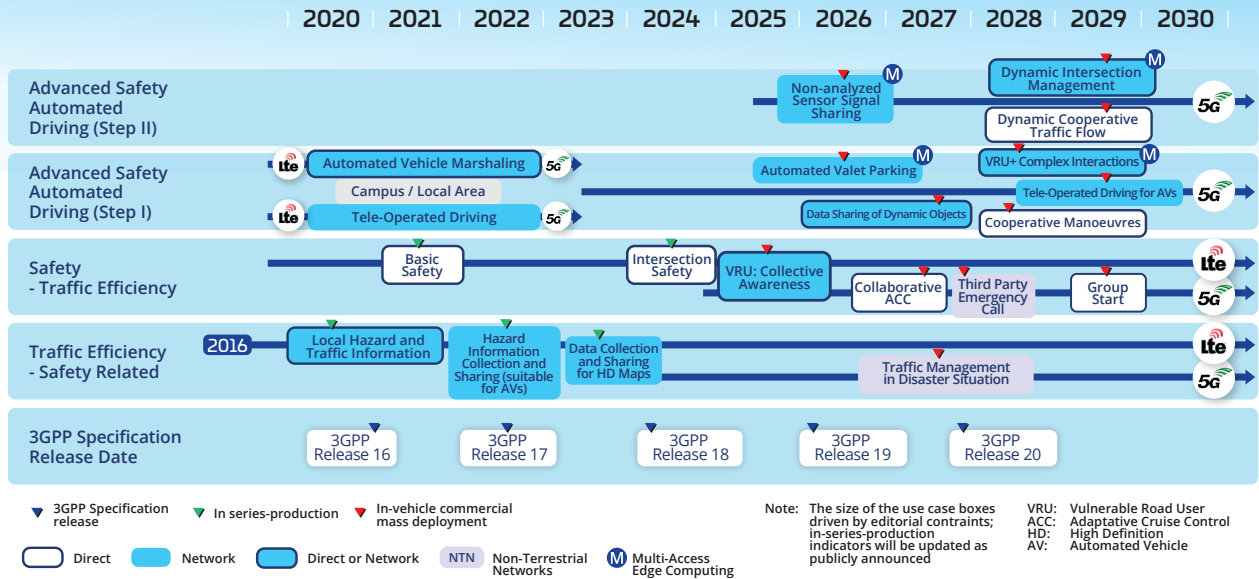 2020 2021 2022 2023 2024 2025 2026 2027 2028 2029 2030
Advanced Safety
Automated
Driving (Step II)
Non-analyzed
Sensor Signal
Sharing
M
Dynamic Intersection
Management
M
Dynamic Cooperative
Traffic Flow
5G
Advanced Safety
Automated
Driving (Step I)
Lte
Automated Vehicle Marshaling
5G
Campus / Local Area
Lte
Tele-Operated Driving
5G
Automated Valet Parking
M
Data Sharing of Dynamic Objects
VRU+ Complex Interactions
M
Tele-Operated Driving for AVs
Cooperative Manoeuvres
5G
Safety
- Traffic Efficiency
Basic
Safety
Intersection
Safety
VRU: Collective
Awareness
Collaborative
ACC
Third Party
Emergency
Call
Group
Start
Lte
5G
Traffic Efficiency
- Safety Related
2016
Local Hazard and
Traffic Information
Hazard
Information
Collection and
Sharing (suitable
for AVs)
Data Collection
and Sharing
for HD Maps
Traffic Management
in Disaster Situation
Lte
5G
3GPP Specification
Release Date
3GPP
Release 16
3GPP
Release 17
3GPP
Release 18
3GPP
Release 19
3GPP
Release 20
3GPP Specification
release
In series-production
In-vehicle commercial
mass deployment
Direct
Network
Direct or Network
NTN
Non-Terrestrial
Networks
M
Multi-Access
Edge Computing
Note: The size of the use case boxes
driven by editorial contraints;
in-series-production
indicators will be updated as
publicly announced
VRU: Vulnerable Road User
ACC: Adaptative Cruise Control
HD: High Definition
AV: Automated Vehicle